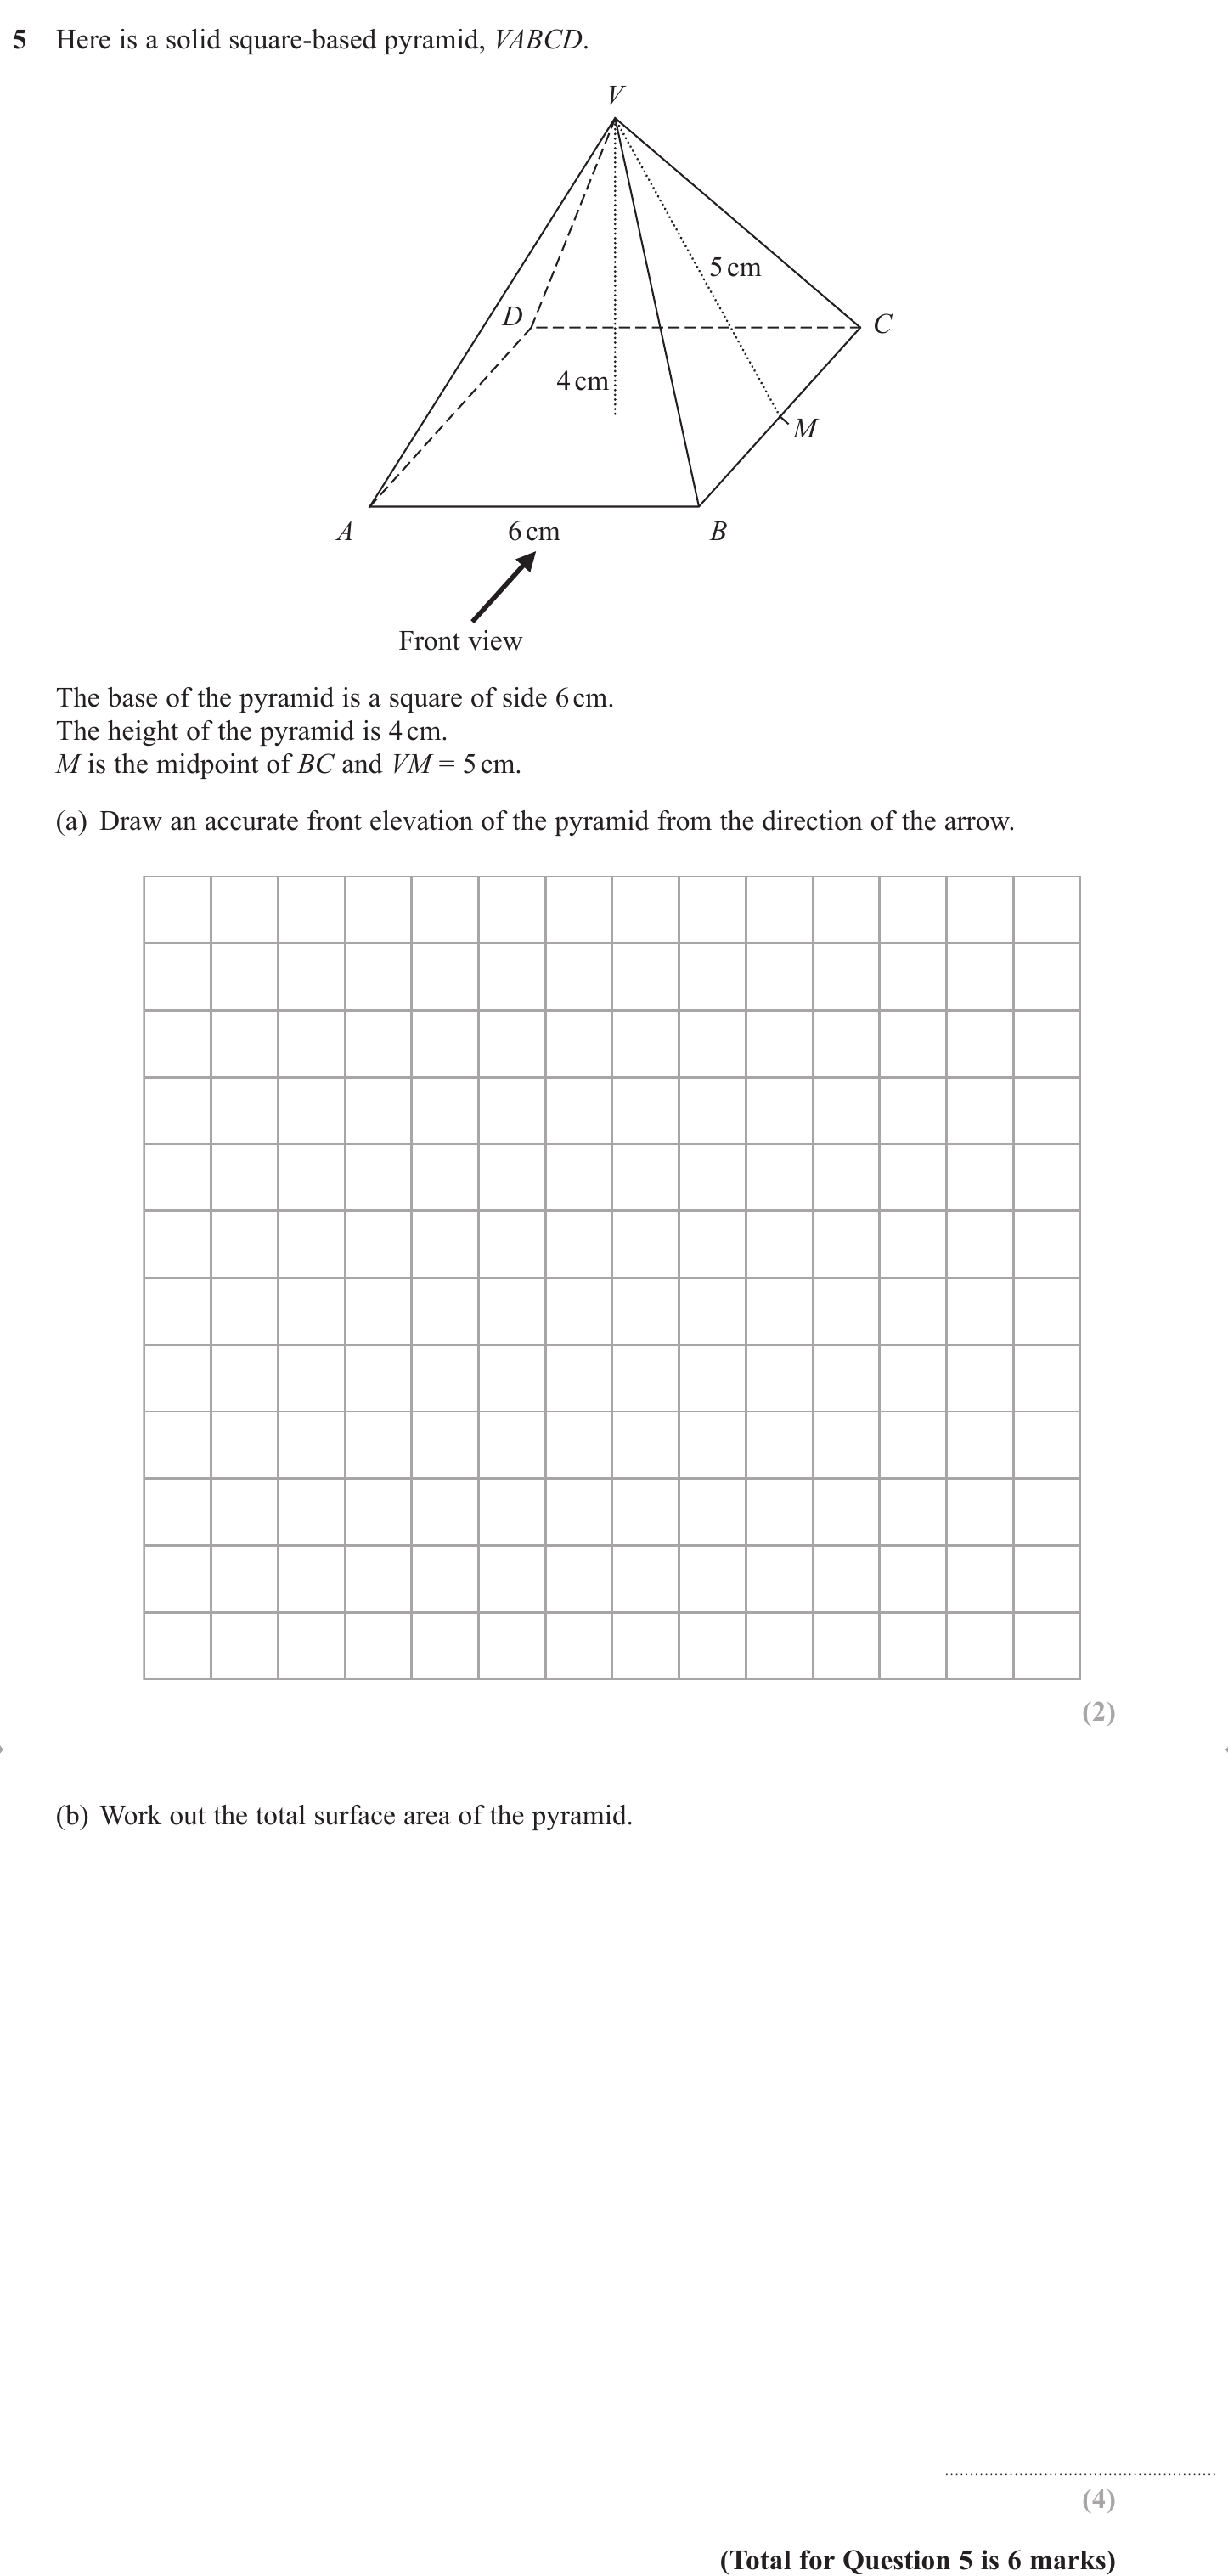 5 Here is a solid square-based pyramid, VABCD.
V
5 cm
D
C
4 cm
M
A
6 cm
B
Front view
The base of the pyramid is a square of side 6 cm.
The height of the pyramid is 4 cm.
M is the midpoint of BC and VM = 5 cm.
(a) Draw an accurate front elevation of the pyramid from the direction of the arrow.
(2)
(b) Work out the total surface area of the pyramid.
(4)
(Total for Question 5 is 6 marks)